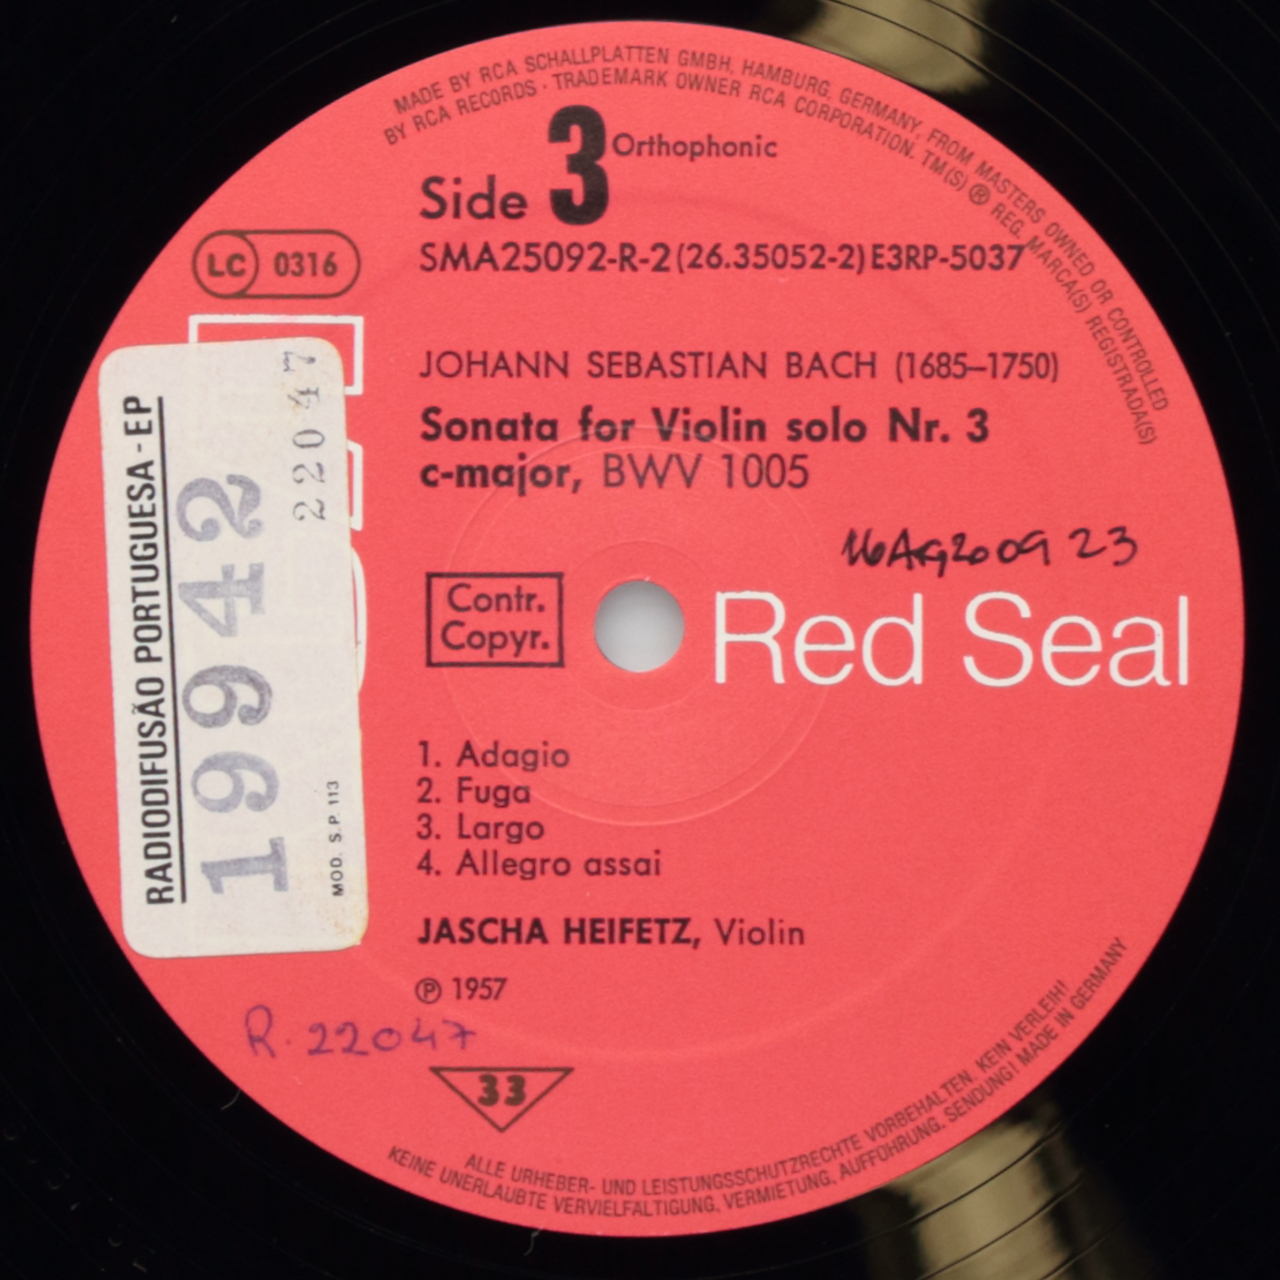 MADE BY RCA SCHALLPLATTEN GMBH, HAMBURG, GERMANY, FROM MASTERS OWNED OR CONTROLLED
BY RCA RECORDS · TRADEMARK OWNER RCA CORPORATION. TM(S) ® REG. MARCA(S) REGISTRADA(S)
Side 3 Orthophonic
SMA25092-R-2 (26.35052-2) E3RP-5037
LC 0316
JOHANN SEBASTIAN BACH (1685–1750)
Sonata for Violin solo Nr. 3
c-major, BWV 1005
RADIODIFUSÃO PORTUGUESA - EP
19942
22047
MOD. S.P. 113
23
Contr.
Copyr.
Red Seal
1. Adagio
2. Fuga
3. Largo
4. Allegro assai
JASCHA HEIFETZ, Violin
℗ 1957
R. 22047
33
ALLE URHEBER- UND LEISTUNGSSCHUTZRECHTE VORBEHALTEN. KEIN VERLEIH!
KEINE UNERLAUBTE VERVIELFÄLTIGUNG, VERMIETUNG, AUFFÜHRUNG, SENDUNG! MADE IN GERMANY